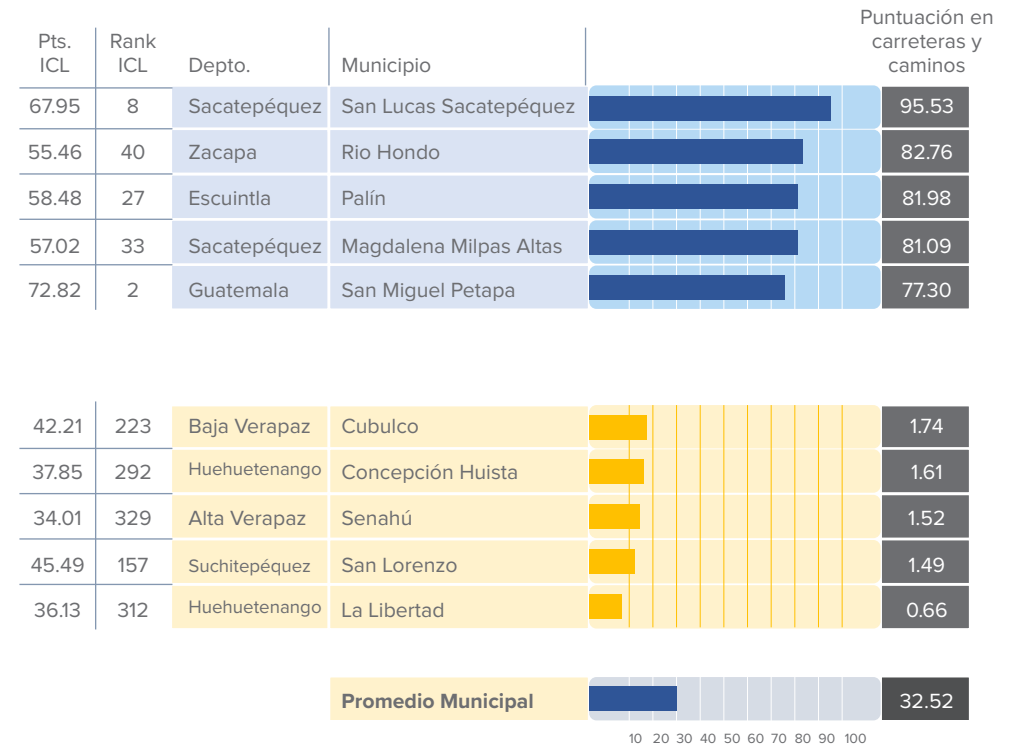 Pts. ICL Rank ICL Depto. Municipio Puntuación en carreteras y caminos
67.95 8 Sacatepéquez San Lucas Sacatepéquez 95.53
55.46 40 Zacapa Rio Hondo 82.76
58.48 27 Escuintla Palín 81.98
57.02 33 Sacatepéquez Magdalena Milpas Altas 81.09
72.82 2 Guatemala San Miguel Petapa 77.30
42.21 223 Baja Verapaz Cubulco 1.74
37.85 292 Huehuetenango Concepción Huista 1.61
34.01 329 Alta Verapaz Senahú 1.52
45.49 157 Suchitepéquez San Lorenzo 1.49
36.13 312 Huehuetenango La Libertad 0.66
Promedio Municipal 32.52
10 20 30 40 50 60 70 80 90 100